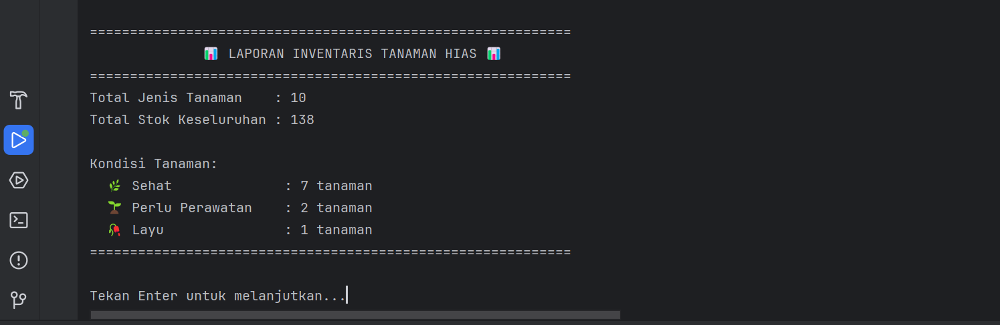 ============================================================
📊 LAPORAN INVENTARIS TANAMAN HIAS 📊
============================================================
Total Jenis Tanaman    : 10
Total Stok Keseluruhan : 138
Kondisi Tanaman:
🌿 Sehat              : 7 tanaman
🌱 Perlu Perawatan    : 2 tanaman
🥀 Layu               : 1 tanaman
============================================================
Tekan Enter untuk melanjutkan...